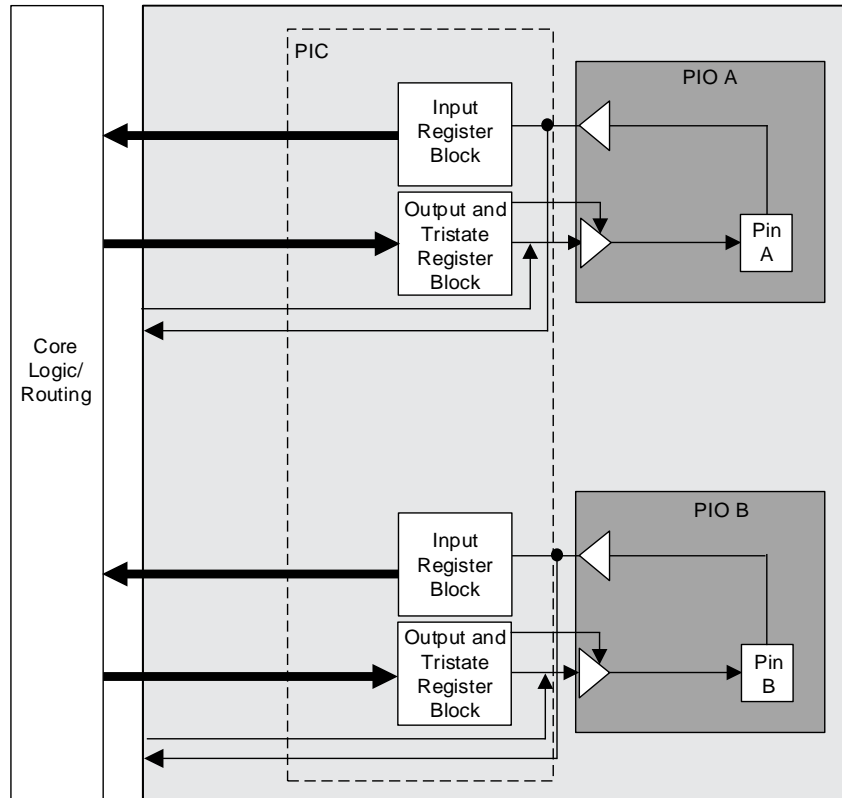 PIC
PIO A
Input
Register
Block
Output and
Tristate
Register
Block
Pin
A
Core
Logic/
Routing
PIO B
Input
Register
Block
Output and
Tristate
Register
Block
Pin
B